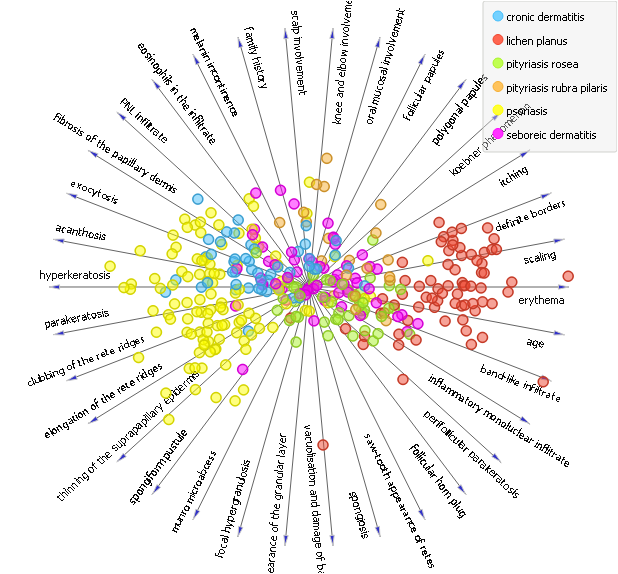 cronic dermatitis
lichen planus
pityriasis rosea
pityriasis rubra pilaris
psoriasis
seboreic dermatitis
scalp involvement
knee and elbow involveme
oral mucosal involvement
follicular papules
polygonal papules
koebner phenomenon
itching
definite borders
scaling
erythema
age
band-like infiltrate
inflammatory monoluclear infiltrate
perifollicular parakeratosis
follicular horn plug
saw-tooth appearance of retes
spongiosis
vacuolisation and damage of b
earance of the granular layer
focal hypergranulosis
munro microabcess
spongiform pustule
thinning of the suprapapillary epidermis
elongation of the rete ridges
clubbing of the rete ridges
parakeratosis
hyperkeratosis
acanthosis
exocytosis
fibrosis of the papillary dermis
PNL infiltrate
eosinophils in the infiltrate
melanin incontinence
family history